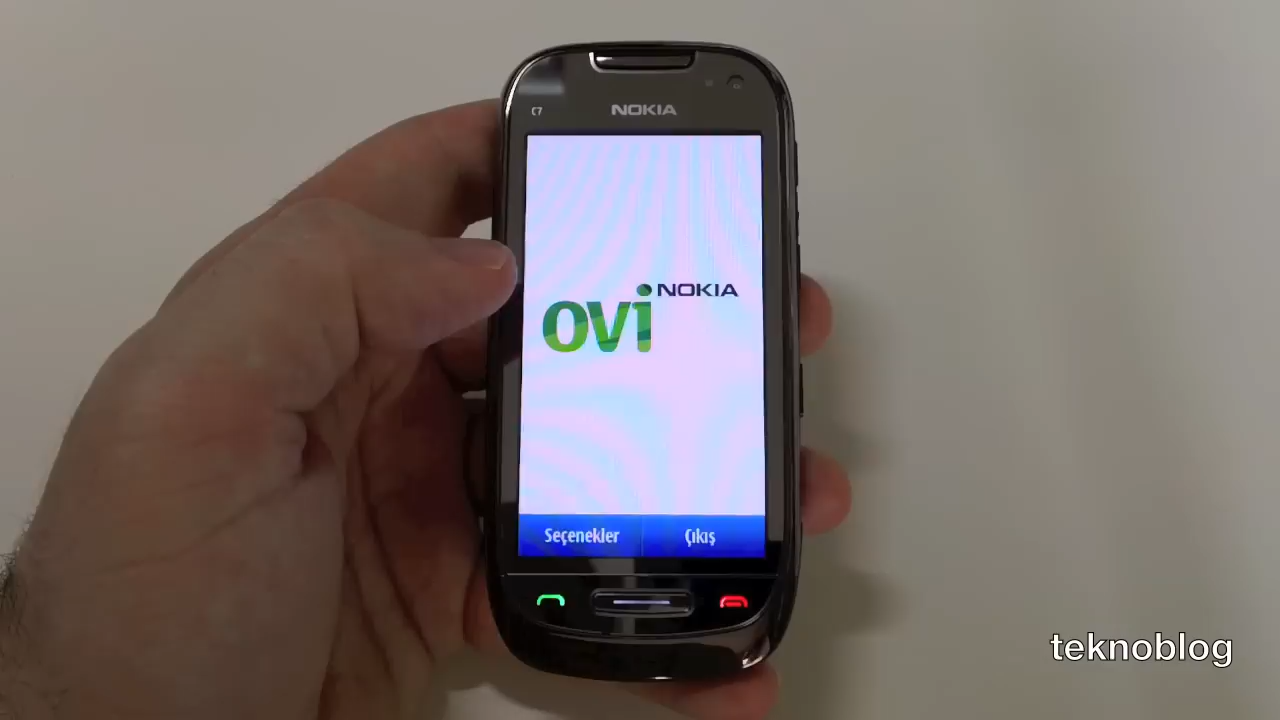 C7
NOKIA
NOKIA
ovi
Seçenekler
Çıkış
teknoblog